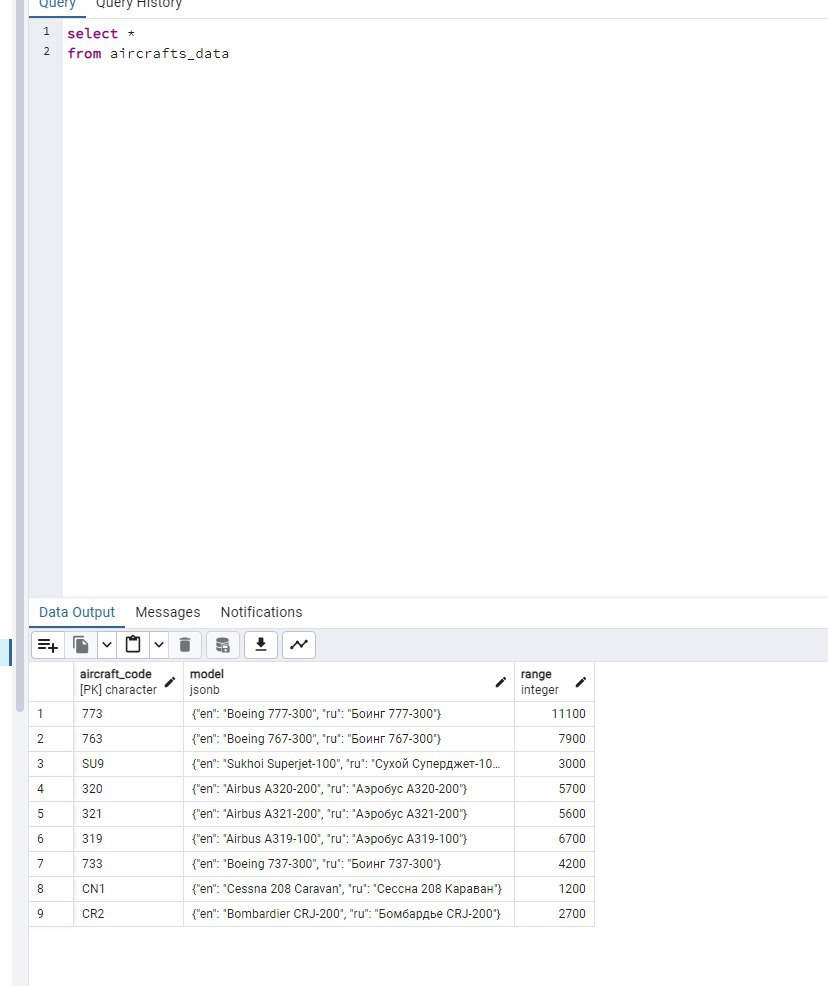 Query Query History
1 select *
2 from aircrafts_data
Data Output Messages Notifications
aircraft_code model range
[PK] character jsonb integer
1 773 {"en": "Boeing 777-300", "ru": "Боинг 777-300"} 11100
2 763 {"en": "Boeing 767-300", "ru": "Боинг 767-300"} 7900
3 SU9 {"en": "Sukhoi Superjet-100", "ru": "Сухой Суперджет-10... 3000
4 320 {"en": "Airbus A320-200", "ru": "Аэробус A320-200"} 5700
5 321 {"en": "Airbus A321-200", "ru": "Аэробус A321-200"} 5600
6 319 {"en": "Airbus A319-100", "ru": "Аэробус A319-100"} 6700
7 733 {"en": "Boeing 737-300", "ru": "Боинг 737-300"} 4200
8 CN1 {"en": "Cessna 208 Caravan", "ru": "Сессна 208 Караван"} 1200
9 CR2 {"en": "Bombardier CRJ-200", "ru": "Бомбардье CRJ-200"} 2700